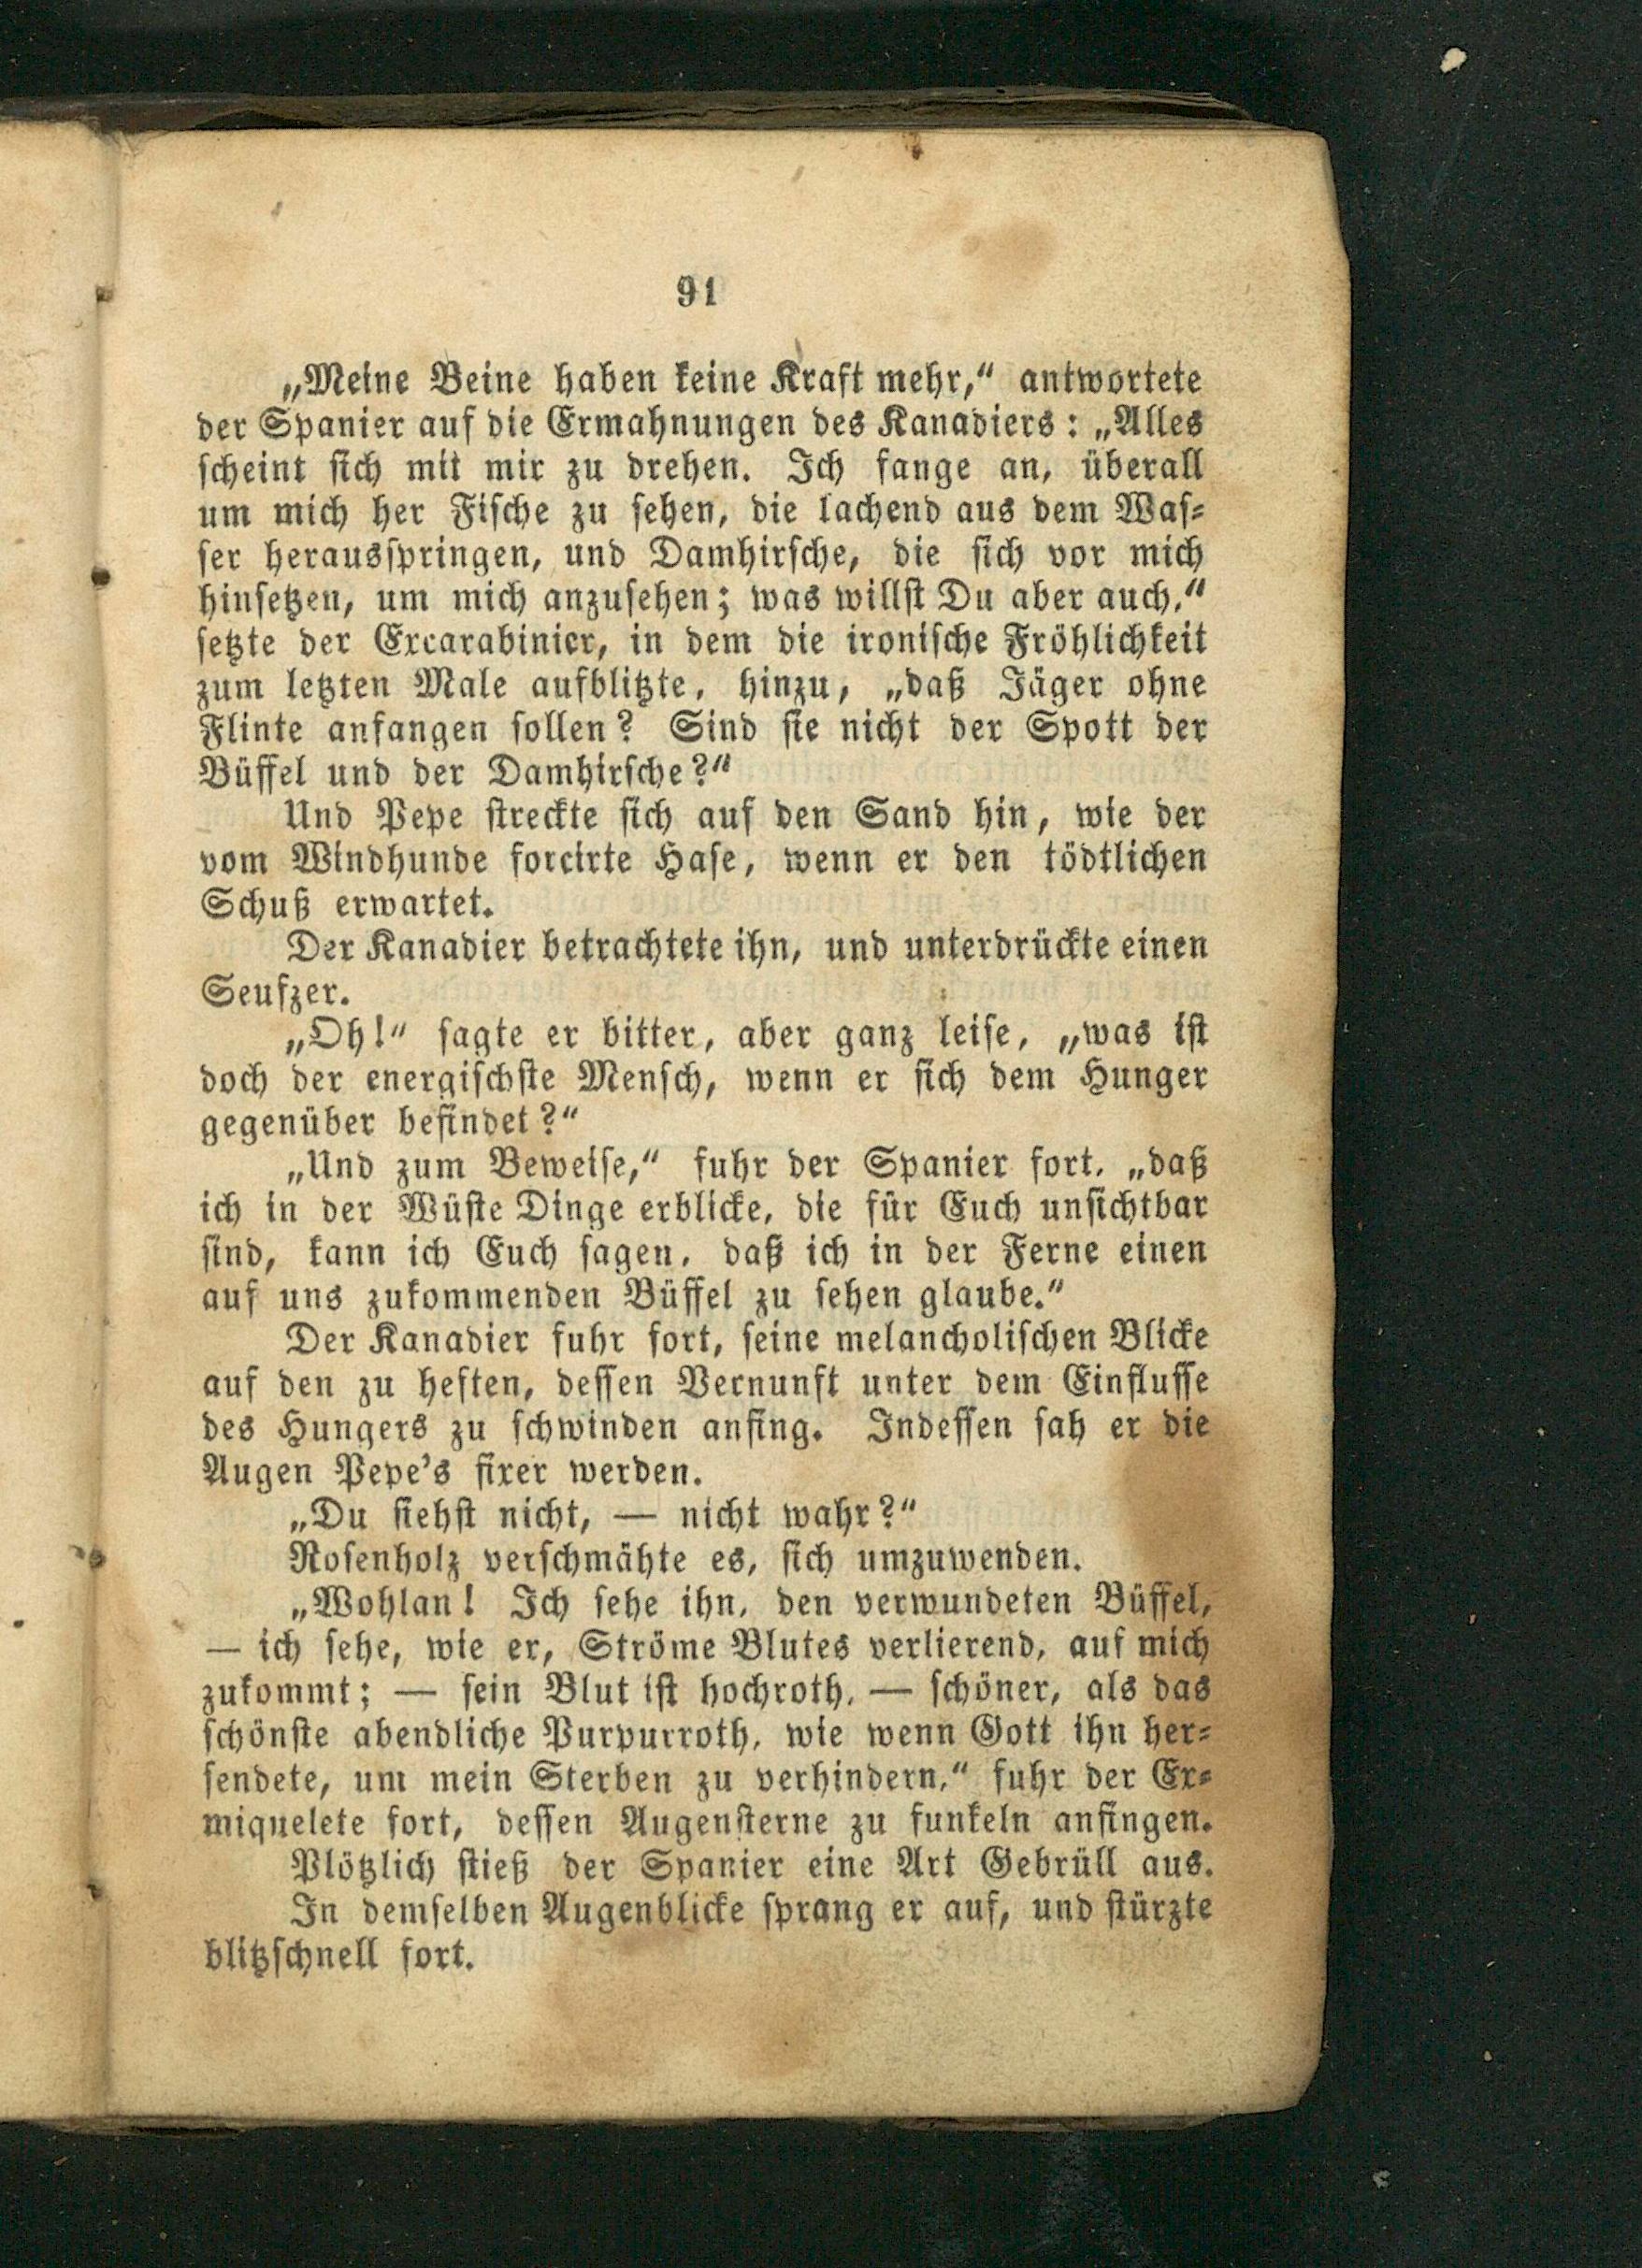 91
„Meine Beine haben keine Kraft mehr,“ antwortete
der Spanier auf die Ermahnungen des Kanadiers: „Alles
scheint sich mit mir zu drehen. Ich fange an, überall
um mich her Fische zu sehen, die lachend aus dem Was-
ser herausspringen, und Damhirsche, die sich vor mich
hinsetzen, um mich anzusehen; was willst Du aber auch,“
setzte der Excarabinier, in dem die ironische Fröhlichkeit
zum letzten Male aufblitzte, hinzu, „daß Jäger ohne
Flinte anfangen sollen? Sind sie nicht der Spott der
Büffel und der Damhirsche?“
Und Pepe streckte sich auf den Sand hin, wie der
vom Windhunde forcirte Hase, wenn er den tödtlichen
Schuß erwartet.
Der Kanadier betrachtete ihn, und unterdrückte einen
Seufzer.
„Oh!“ sagte er bitter, aber ganz leise, „was ist
doch der energischste Mensch, wenn er sich dem Hunger
gegenüber befindet?“
„Und zum Beweise,“ fuhr der Spanier fort, „daß
ich in der Wüste Dinge erblicke, die für Euch unsichtbar
sind, kann ich Euch sagen, daß ich in der Ferne einen
auf uns zukommenden Büffel zu sehen glaube.“
Der Kanadier fuhr fort, seine melancholischen Blicke
auf den zu heften, dessen Vernunft unter dem Einflusse
des Hungers zu schwinden anfing. Indessen sah er die
Augen Pepe's fixer werden.
„Du siehst nicht, — nicht wahr?“
Rosenholz verschmähte es, sich umzuwenden.
„Wohlan! Ich sehe ihn, den verwundeten Büffel,
— ich sehe, wie er, Ströme Blutes verlierend, auf mich
zukommt; — sein Blut ist hochroth, — schöner, als das
schönste abendliche Purpurroth, wie wenn Gott ihn her-
sendete, um mein Sterben zu verhindern,“ fuhr der Ex-
miquelete fort, dessen Augensterne zu funkeln anfingen.
Plötzlich stieß der Spanier eine Art Gebrüll aus.
In demselben Augenblicke sprang er auf, und stürzte
blitzschnell fort.